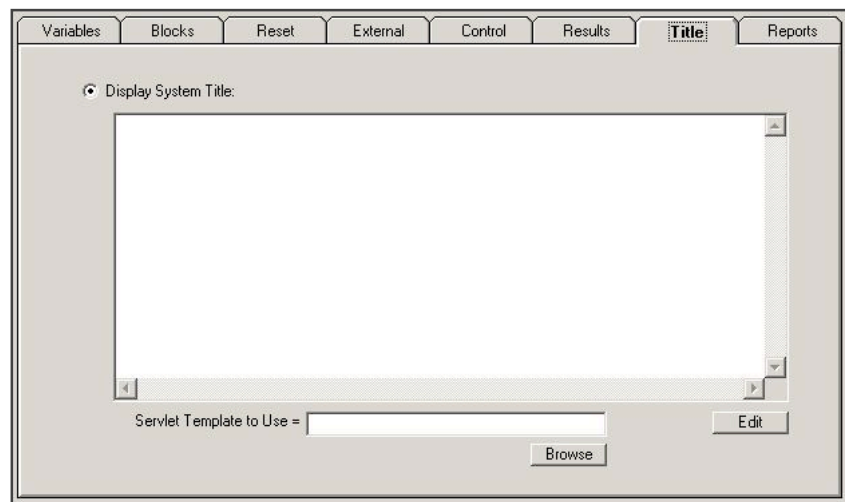 Variables Blocks Reset External Control Results Title Reports
Display System Title:
Servlet Template to Use = Edit
Browse